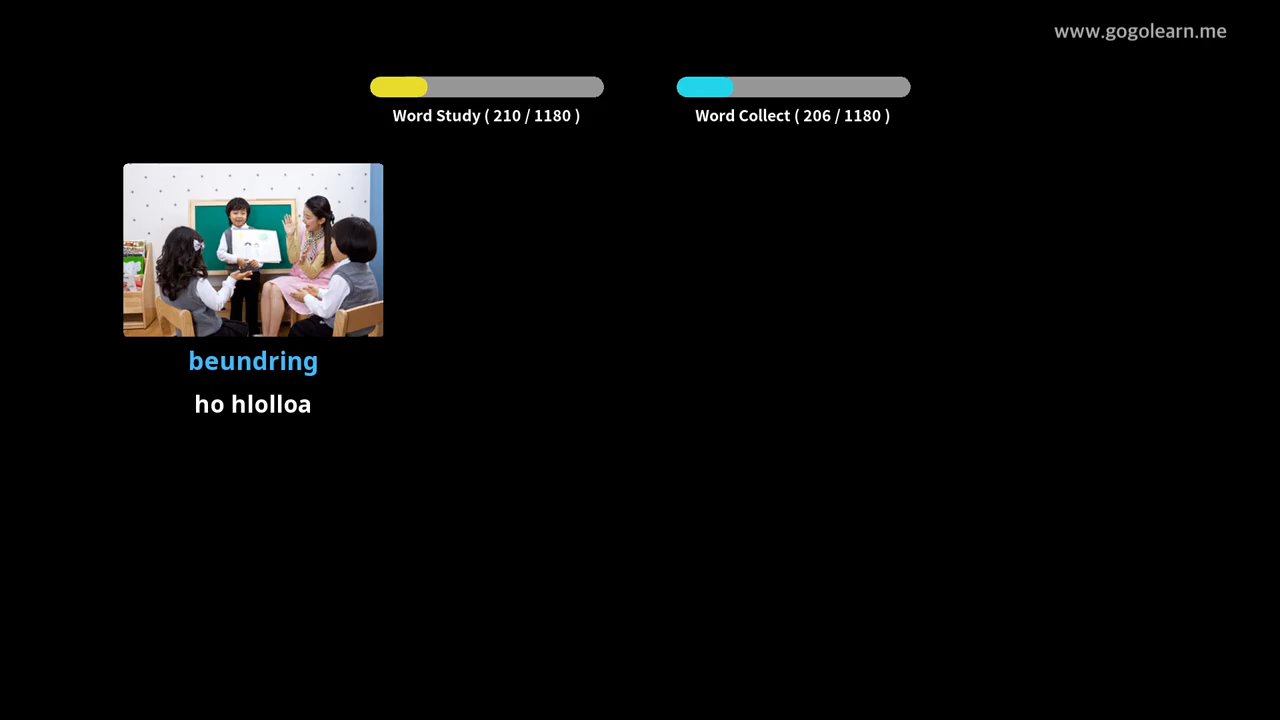 www.gogolearn.me
Word Study ( 210 / 1180 )
Word Collect ( 206 / 1180 )
beundring
ho hlolloa